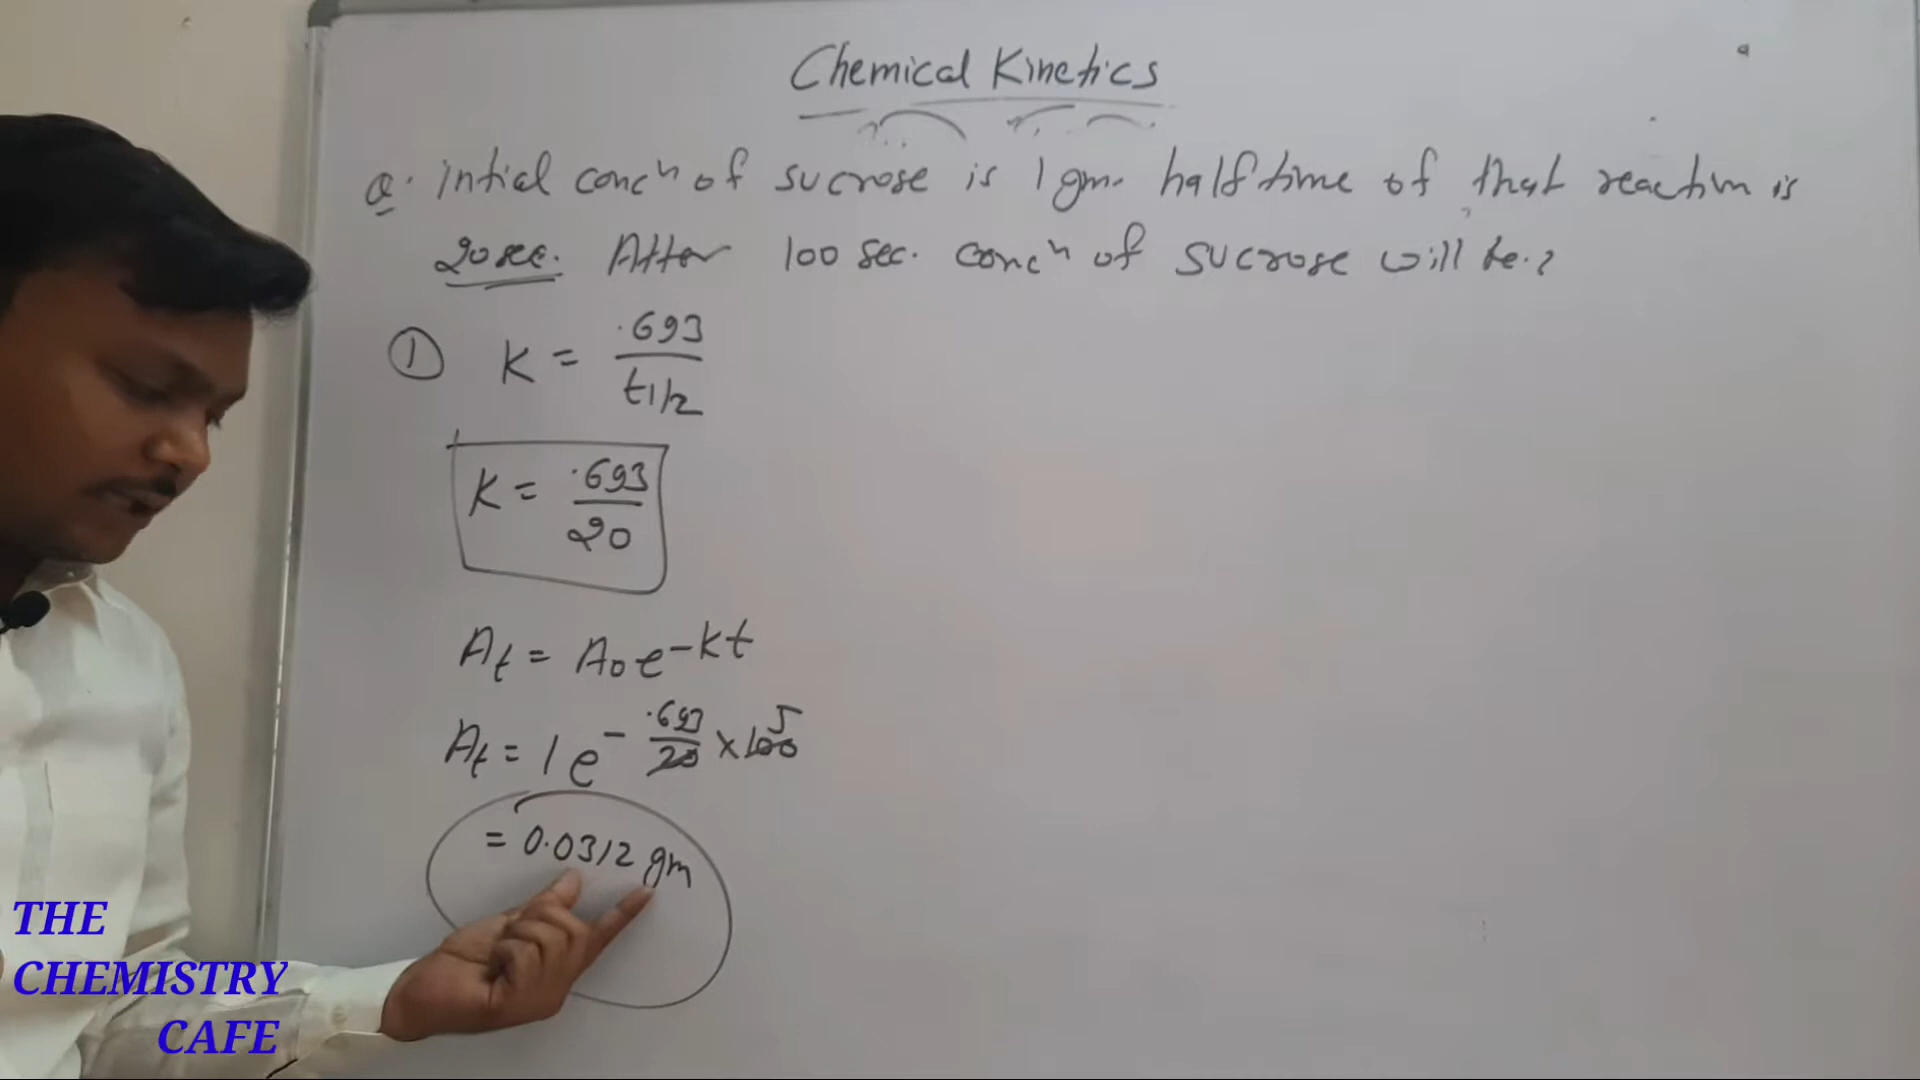 Chemical Kinetics
Q. intial concn of sucrose is 1 gm. half time of that reaction is
20 sec. After 100 sec. concn of sucrose will be.?
① K = .693 / t1/2
K = .693 / 20
At = A0 e-kt
At = 1 e- .693 / 20 × 100 5
= 0.0312 gm
THE
CHEMISTRY
CAFE